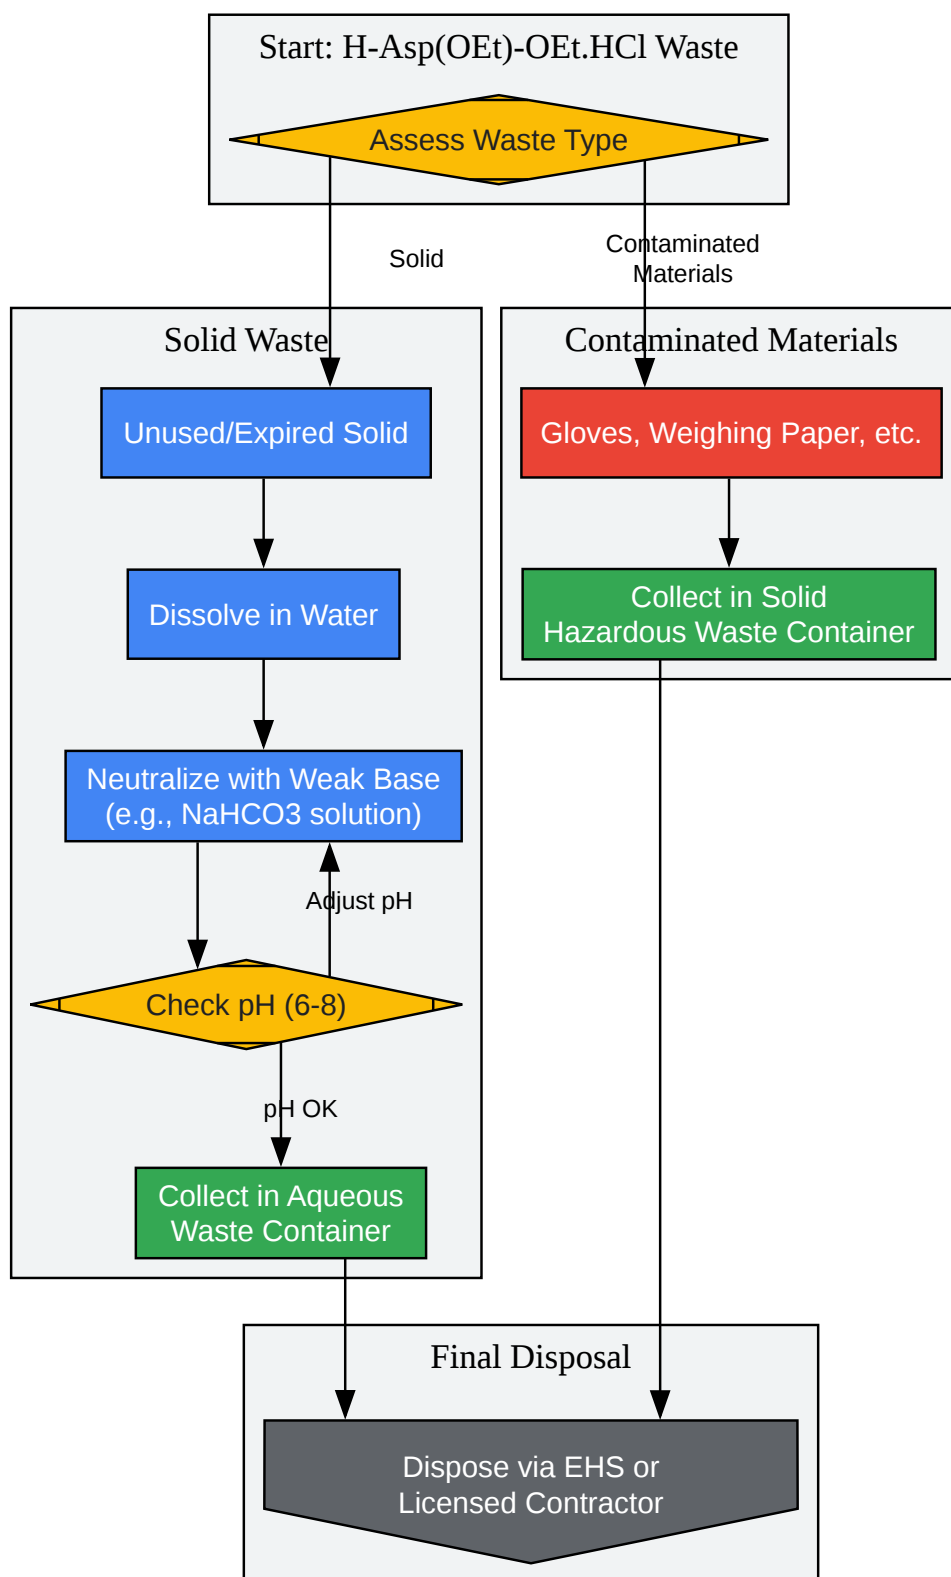 Start: H-Asp(OEt)-OEt.HCl Waste
Assess Waste Type
Solid
Contaminated
Materials
Solid Waste
Unused/Expired Solid
Dissolve in Water
Neutralize with Weak Base
(e.g., NaHCO3 solution)
Adjust pH
Check pH (6-8)
pH OK
Collect in Aqueous
Waste Container
Contaminated Materials
Gloves, Weighing Paper, etc.
Collect in Solid
Hazardous Waste Container
Final Disposal
Dispose via EHS or
Licensed Contractor